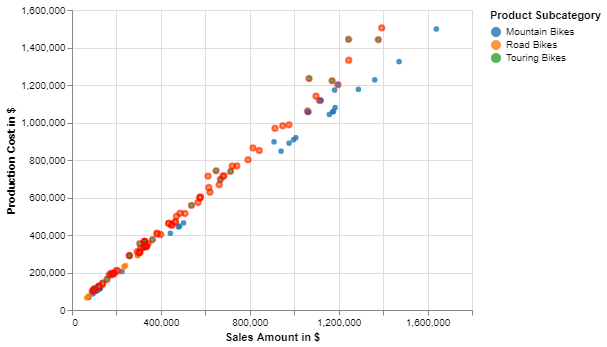 Product Subcategory
Mountain Bikes
Road Bikes
Touring Bikes
Production Cost in $
1,600,000
1,400,000
1,200,000
1,000,000
800,000
600,000
400,000
200,000
0
0 400,000 800,000 1,200,000 1,600,000
Sales Amount in $